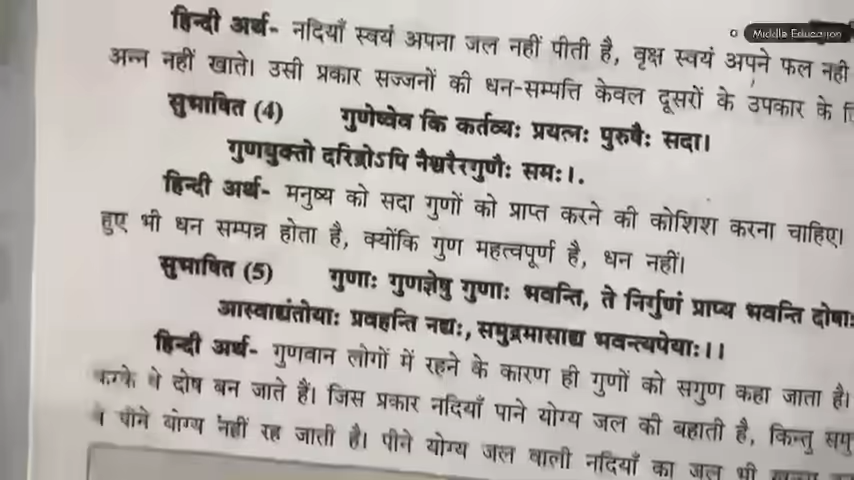 Middle Education
हिन्दी अर्थ- नदियाँ स्वयं अपना जल नहीं पीती है, वृक्ष स्वयं अपने फल नही
अन्न नहीं खाते। उसी प्रकार सज्जनों की धन-सम्पत्ति केवल दूसरों के उपकार के
सुभाषित (4) गुणेष्वेव कि कर्तव्यः प्रयत्नः पुरुषैः सदा।
गुणयुक्तो दरिद्रोऽपि नैश्वरैरगुणैः समः।.
हिन्दी अर्थ- मनुष्य को सदा गुणों को प्राप्त करने की कोशिश करना चाहिए।
हुए भी धन सम्पन्न होता है, क्योंकि गुण महत्वपूर्ण है, धन नहीं।
सुभाषित (5) गुणाः गुणज्ञेषु गुणाः भवन्ति, ते निर्गुणं प्राप्य भवन्ति दोषाः
आस्वाद्यंतोयाः प्रवहन्ति नद्यः, समुद्रमासाद्य भवन्त्यपेयाः।।
हिन्दी अर्थ- गुणवान लोगों में रहने के कारण ही गुणों को सगुण कहा जाता है।
करके वे दोष बन जाते हैं। जिस प्रकार नदियाँ पाने योग्य जल की बहाती है, किन्तु समु
पीने योग्य नहीं रह जाती है। पीने योग्य जल वाली नदियाँ का जल भी